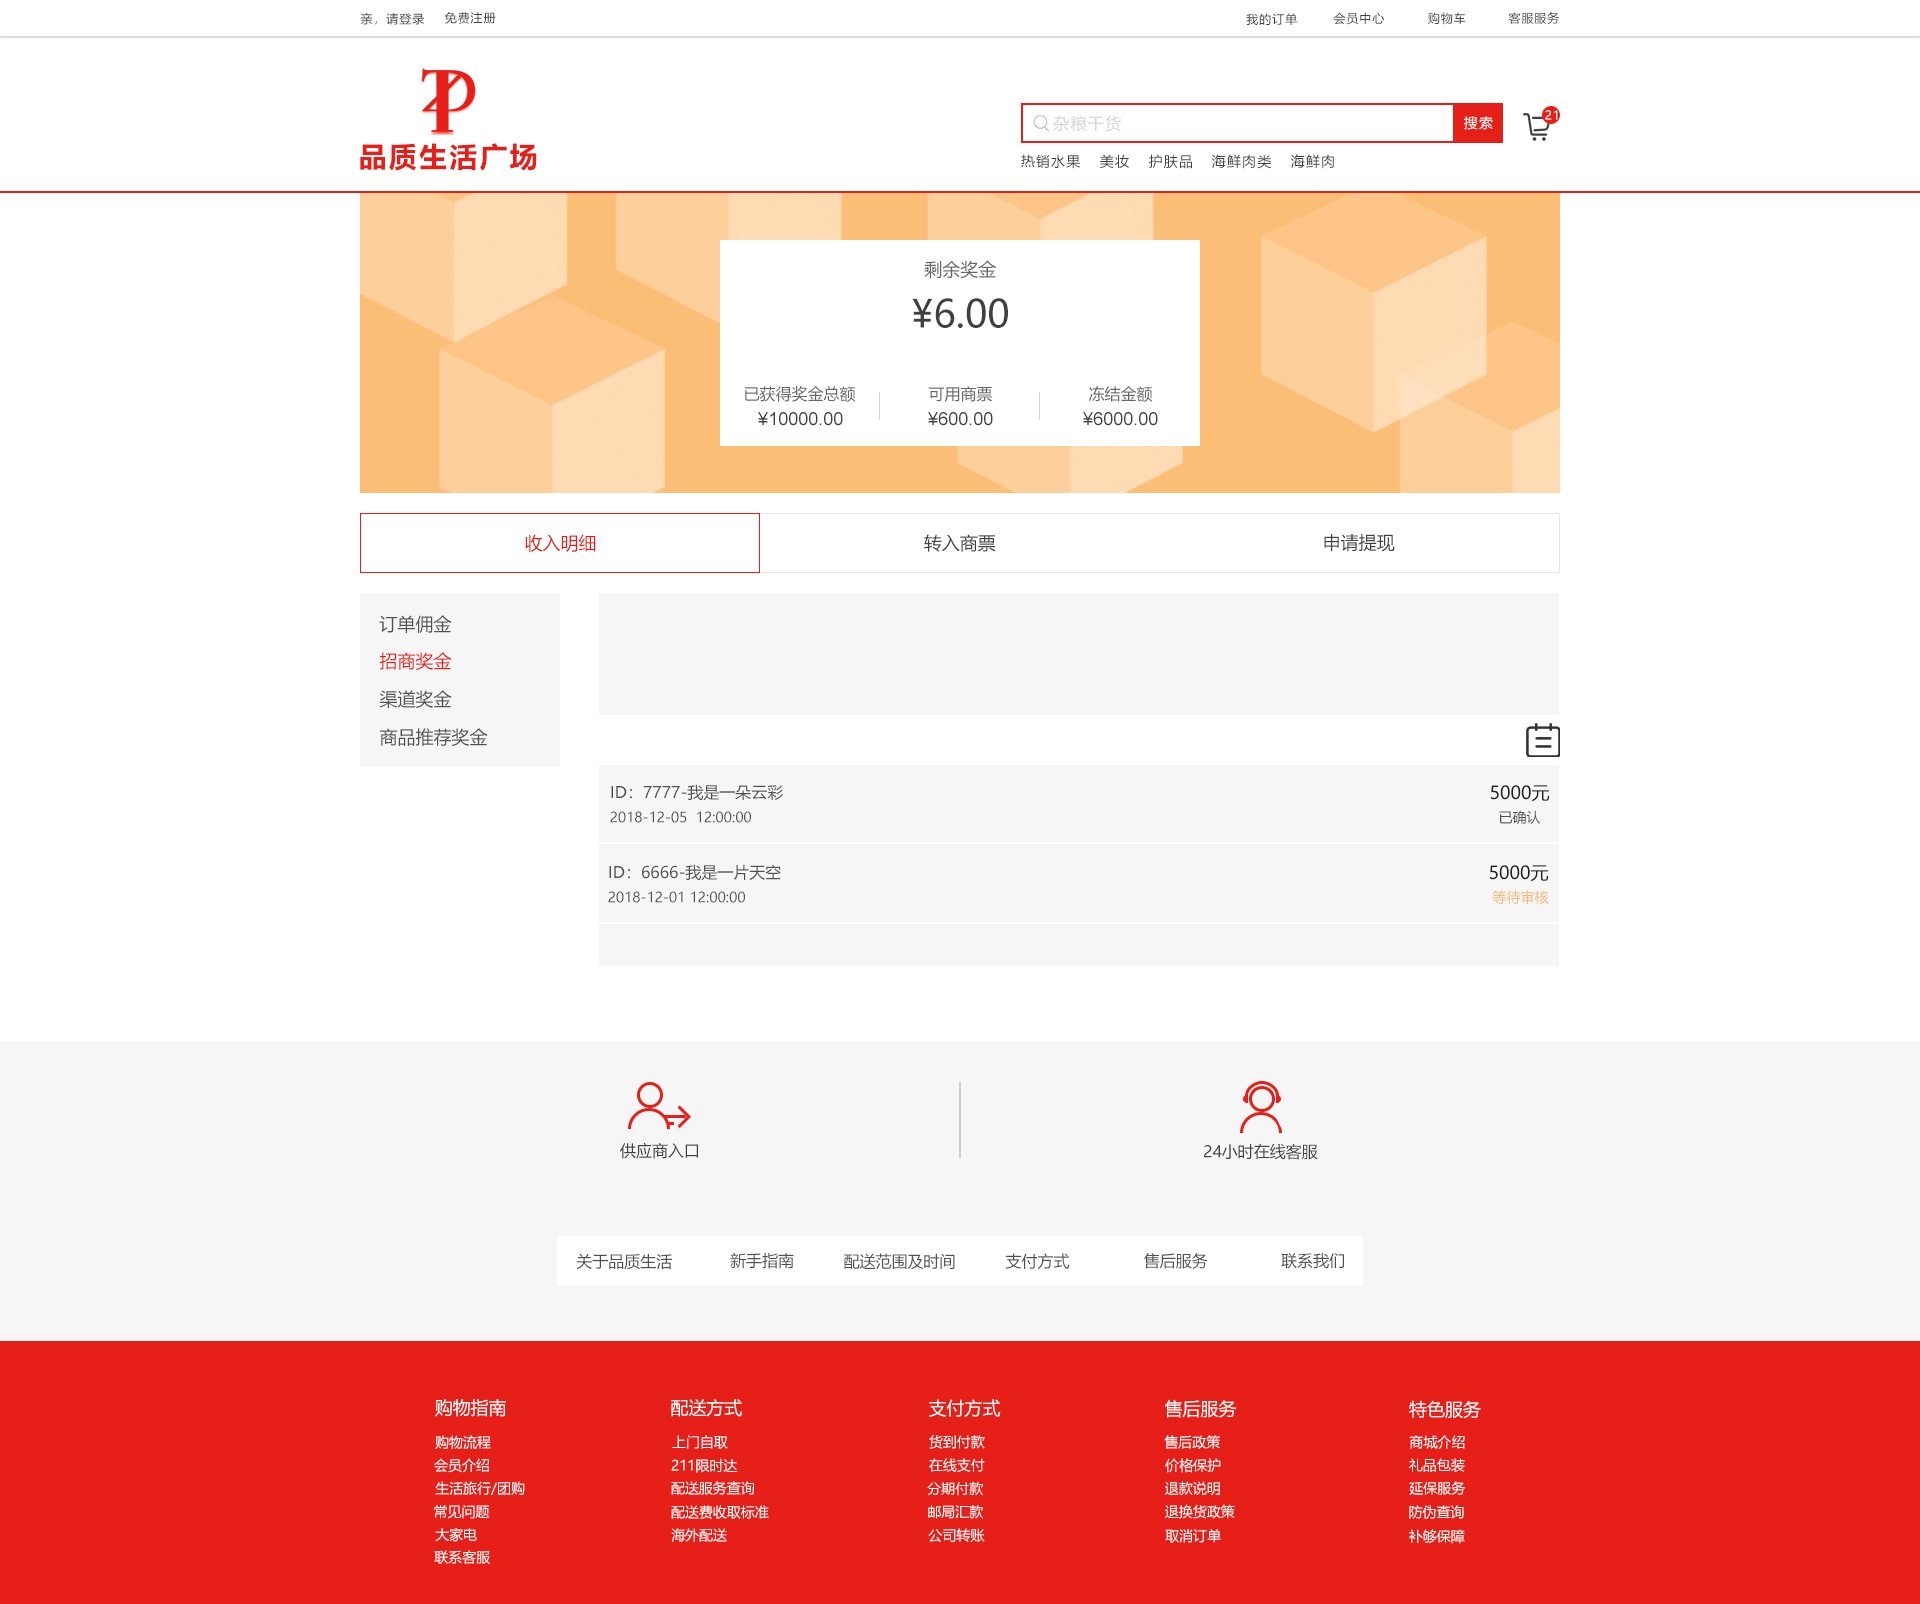 亲，请登录 免费注册 我的订单 会员中心 购物车 客服服务
品质生活广场
杂粮干货 搜索 21
热销水果 美妆 护肤品 海鲜肉类 海鲜肉
剩余奖金
¥6.00
已获得奖金总额 可用商票 冻结金额
¥10000.00 ¥600.00 ¥6000.00
收入明细 转入商票 申请提现
订单佣金
招商奖金
渠道奖金
商品推荐奖金
ID：7777-我是一朵云彩 5000元
2018-12-05 12:00:00 已确认
ID：6666-我是一片天空 5000元
2018-12-01 12:00:00 等待审核
供应商入口 24小时在线客服
关于品质生活 新手指南 配送范围及时间 支付方式 售后服务 联系我们
购物指南 配送方式 支付方式 售后服务 特色服务
购物流程 上门自取 货到付款 售后政策 商城介绍
会员介绍 211限时达 在线支付 价格保护 礼品包装
生活旅行/团购 配送服务查询 分期付款 退款说明 延保服务
常见问题 配送费收取标准 邮局汇款 退换货政策 防伪查询
大家电 海外配送 公司转账 取消订单 补够保障
联系客服